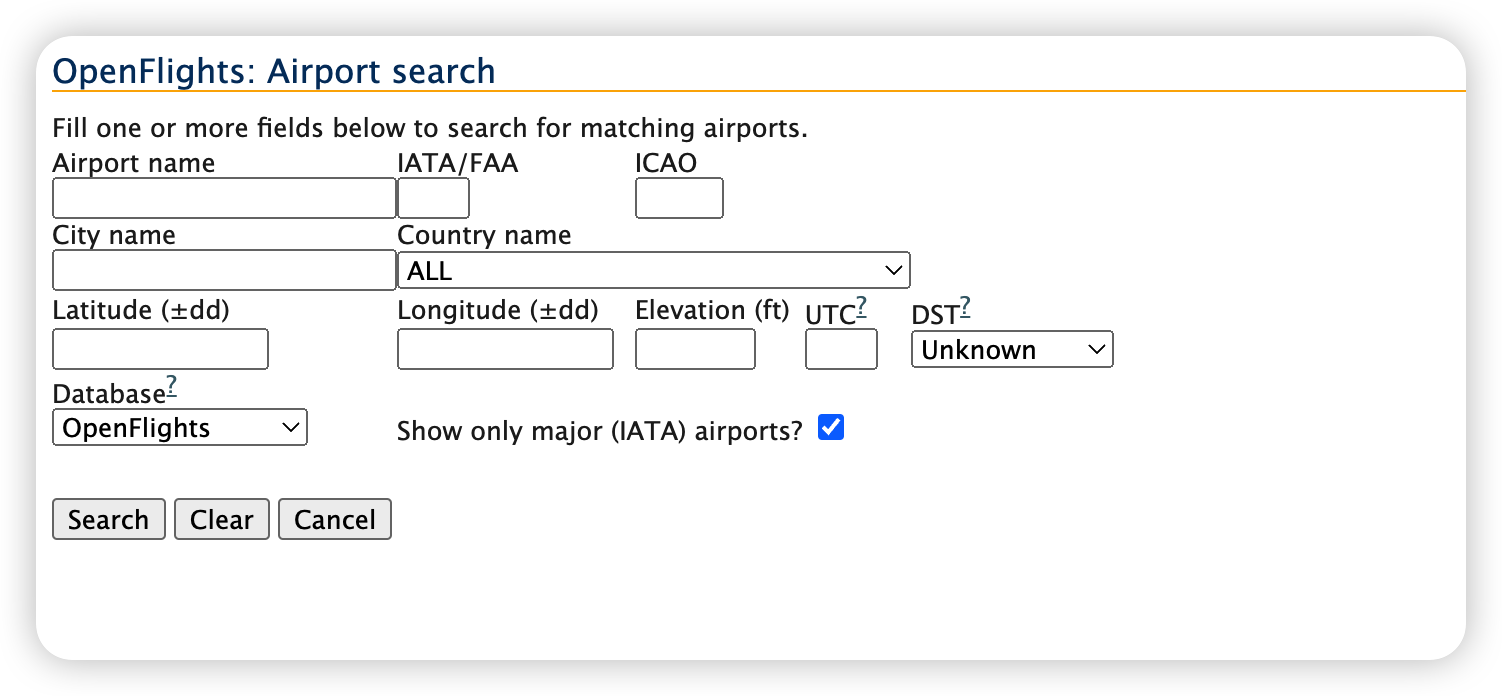 OpenFlights: Airport search
Fill one or more fields below to search for matching airports.
Airport name IATA/FAA ICAO
City name Country name
ALL
Latitude (±dd) Longitude (±dd) Elevation (ft) UTC? DST?
Unknown
Database?
OpenFlights Show only major (IATA) airports?
Search Clear Cancel